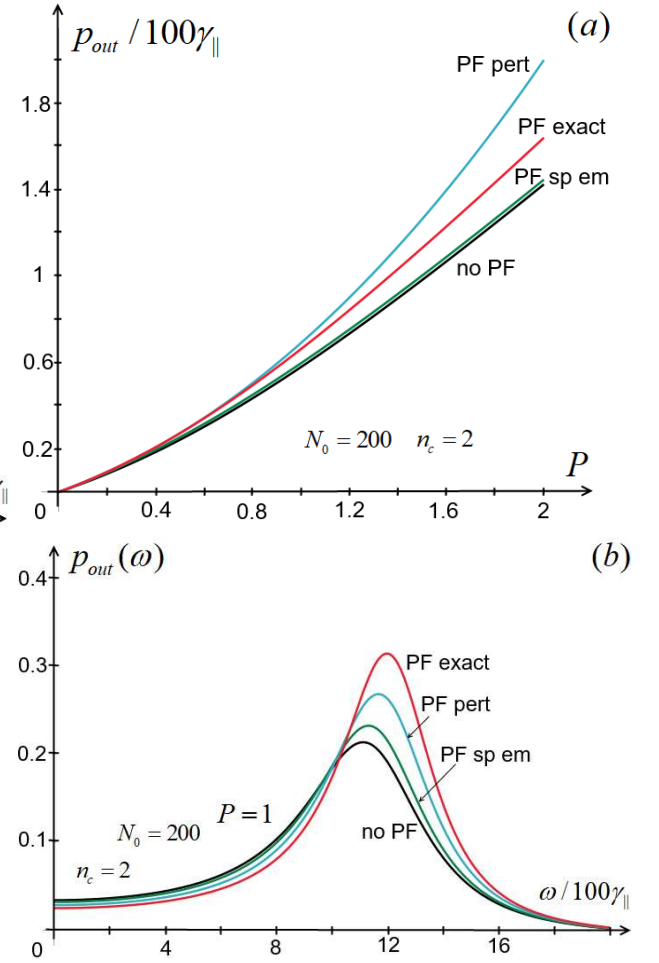 p_out / 100γ_∥ (a)
PF pert
1.8
PF exact
1.4
PF sp em
1
no PF
0.6
N_0 = 200 n_c = 2
0.2
P
∥
0 0.4 0.8 1.2 1.6 2
p_out (ω) (b)
0.4
0.3
PF exact
PF pert
0.2
PF sp em
P = 1
N_0 = 200
no PF
0.1
n_c = 2
ω / 100γ_∥
0 4 8 12 16